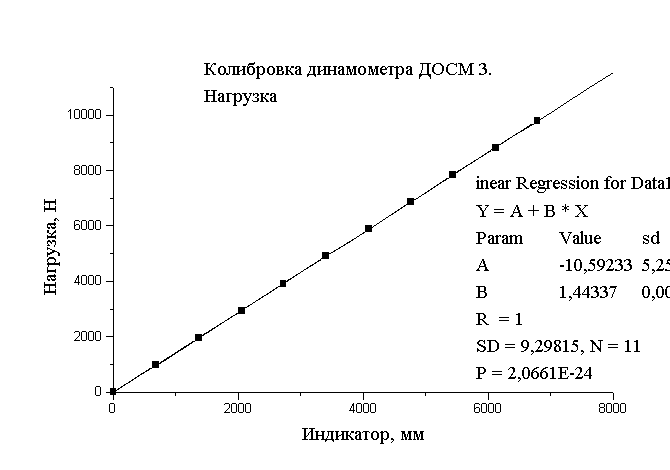 Колибровка динамометра ДОСМ 3.
Нагрузка
10000
8000
6000
4000
2000
0
Нагрузка, Н
inear Regression for Data1
Y = A + B * X
Param Value sd
A -10,59233 5,25
B 1,44337 0,00
R = 1
SD = 9,29815, N = 11
P = 2,0661E-24
0 2000 4000 6000 8000
Индикатор, мм